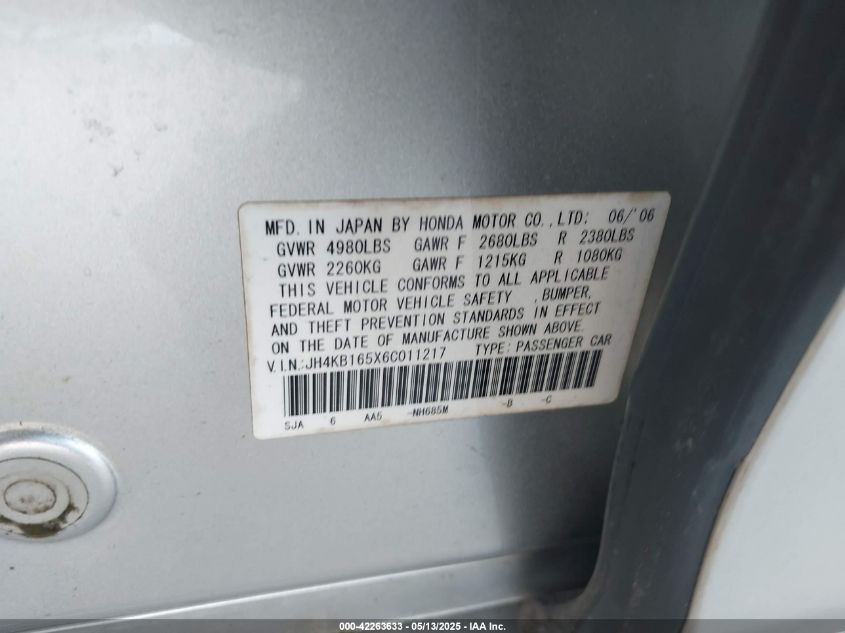 MFD. IN JAPAN BY HONDA MOTOR CO.,LTD: 06/'06
GVWR 4980LBS GAWR F 2680LBS R 2380LBS
GVWR 2260KG GAWR F 1215KG R 1080KG
THIS VEHICLE CONFORMS TO ALL APPLICABLE
FEDERAL MOTOR VEHICLE SAFETY ,BUMPER,
AND THEFT PREVENTION STANDARDS IN EFFECT
ON THE DATE OF MANUFACTURE SHOWN ABOVE.
V.I.N.:JH4KB165X6C011217 TYPE: PASSENGER CAR
SJA 6 AA5 -NH685M -B -C
000-42263633 - 05/13/2025 - IAA Inc.